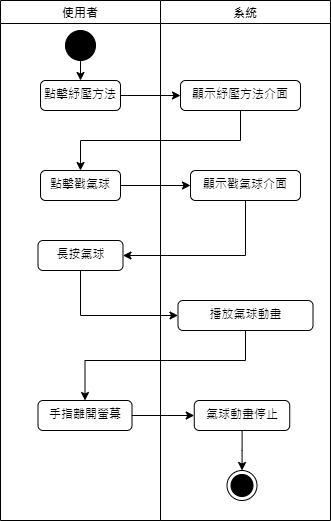 使用者
系統
點擊紓壓方法
顯示紓壓方法介面
點擊戳氣球
顯示戳氣球介面
長按氣球
播放氣球動畫
手指離開螢幕
氣球動畫停止